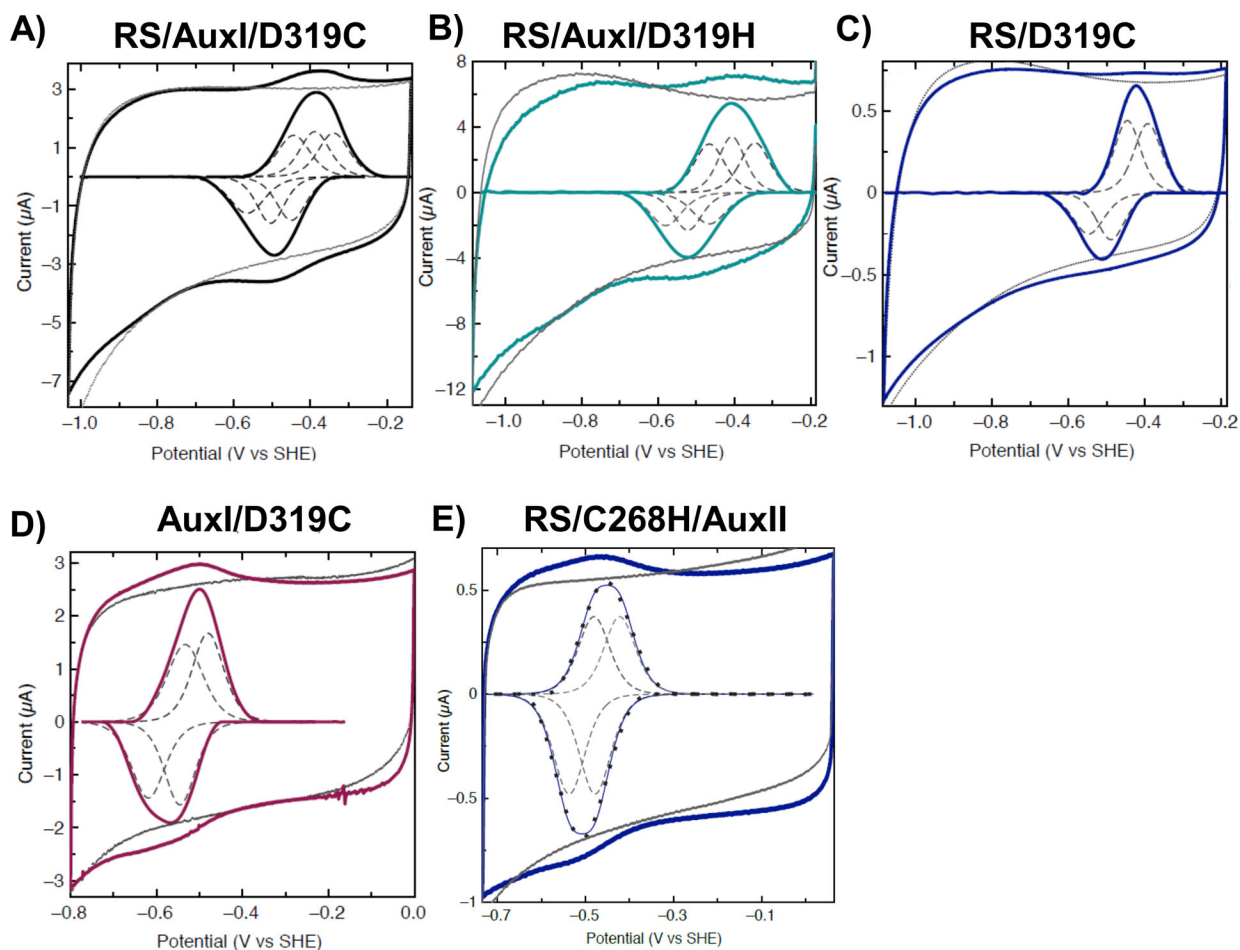 A) RS/AuxI/D319C
3
1
−1
−3
−5
−7
Current (µA)
−1.0 −0.8 −0.6 −0.4 −0.2
Potential (V vs SHE)
B) RS/AuxI/D319H
8
4
0
−4
−8
−12
Current (µA)
−1.0 −0.8 −0.6 −0.4 −0.2
Potential (V vs SHE)
C) RS/D319C
0.5
0
−0.5
−1
Current (µA)
−1.0 −0.8 −0.6 −0.4 −0.2
Potential (V vs SHE)
D) AuxI/D319C
3
2
1
0
−1
−2
−3
Current (µA)
−0.8 −0.6 −0.4 −0.2 0.0
Potential (V vs SHE)
E) RS/C268H/AuxII
0.5
0
−0.5
−1
Current (µA)
−0.7 −0.5 −0.3 −0.1
Potential (V vs SHE)